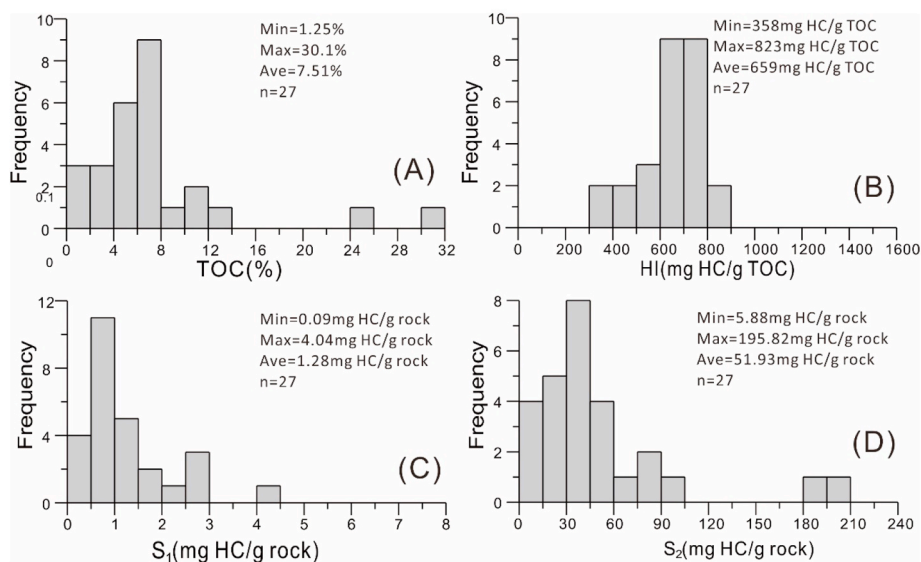 10
8
6
4
2
0.1
0
0
Frequency
Min=1.25%
Max=30.1%
Ave=7.51%
n=27
(A)
0 4 8 12 16 20 24 28 32
TOC(%)
10
8
6
4
2
0
Frequency
Min=358mg HC/g TOC
Max=823mg HC/g TOC
Ave=659mg HC/g TOC
n=27
(B)
0 200 400 600 800 1000 1200 1400 1600
HI(mg HC/g TOC)
12
8
4
0
Frequency
Min=0.09mg HC/g rock
Max=4.04mg HC/g rock
Ave=1.28mg HC/g rock
n=27
(C)
0 1 2 3 4 5 6 7 8
S₁(mg HC/g rock)
8
6
4
2
0
Frequency
Min=5.88mg HC/g rock
Max=195.82mg HC/g rock
Ave=51.93mg HC/g rock
n=27
(D)
0 30 60 90 120 150 180 210 240
S₂(mg HC/g rock)